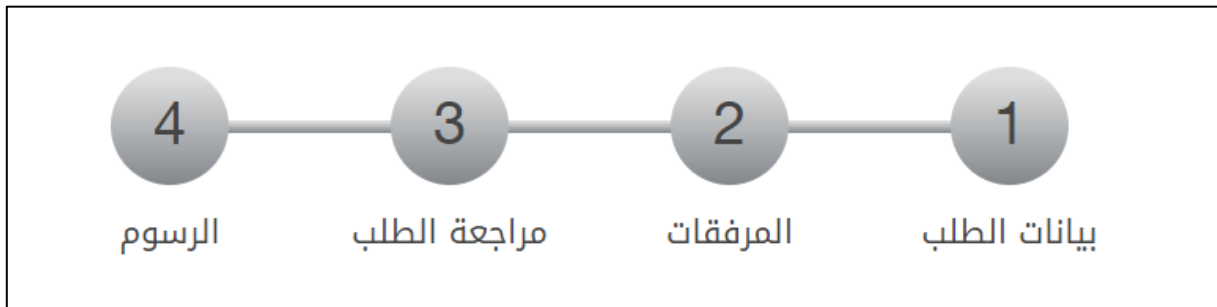 1 2 3 4
بيانات الطلب المرفقات مراجعة الطلب الرسوم